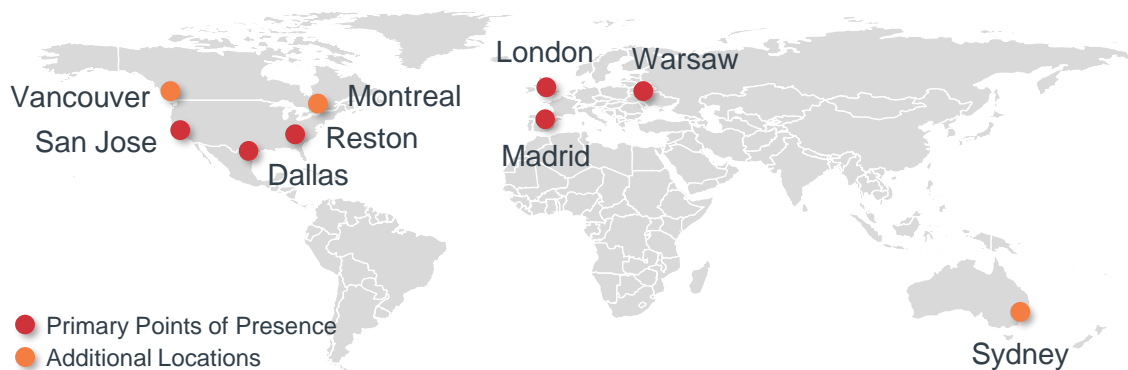 London
Warsaw
Vancouver
Montreal
San Jose
Reston
Madrid
Dallas
Primary Points of Presence
Additional Locations
Sydney